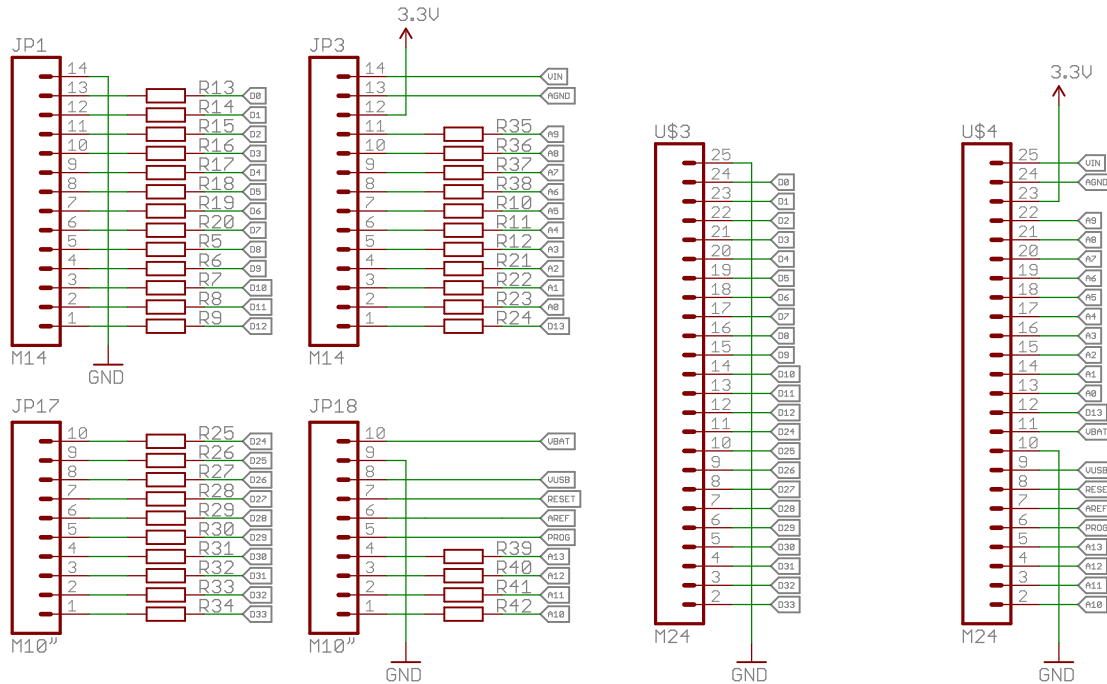 3.3V
JP1
14
13 R13 D0
12 R14 D1
11 R15 D2
10 R16 D3
9 R17 D4
8 R18 D5
7 R19 D6
6 R20 D7
5 R5 D8
4 R6 D9
3 R7 D10
2 R8 D11
1 R9 D12
M14
GND
JP3
14 VIN
13 AGND
12
11 R35 A9
10 R36 A8
9 R37 A7
8 R38 A6
7 R10 A5
6 R11 A4
5 R12 A3
4 R21 A2
3 R22 A1
2 R23 A0
1 R24 D13
M14
JP17
10 R25 D24
9 R26 D25
8 R27 D26
7 R28 D27
6 R29 D28
5 R30 D29
4 R31 D30
3 R32 D31
2 R33 D32
1 R34 D33
M10"
JP18
10 VBAT
9
8 VUSB
7 RESET
6 AREF
5 PROG
4 R39 A13
3 R40 A12
2 R41 A11
1 R42 A10
M10"
GND
U$3
25
24 D0
23 D1
22 D2
21 D3
20 D4
19 D5
18 D6
17 D7
16 D8
15 D9
14 D10
13 D11
12 D12
11 D24
10 D25
9 D26
8 D27
7 D28
6 D29
5 D30
4 D31
3 D32
2 D33
M24
GND
3.3V
U$4
25 VIN
24 AGND
23
22 A9
21 A8
20 A7
19 A6
18 A5
17 A4
16 A3
15 A2
14 A1
13 A0
12 D13
11 VBAT
10
9 VUSB
8 RESE
7 AREF
6 PROG
5 A13
4 A12
3 A11
2 A10
M24
GND